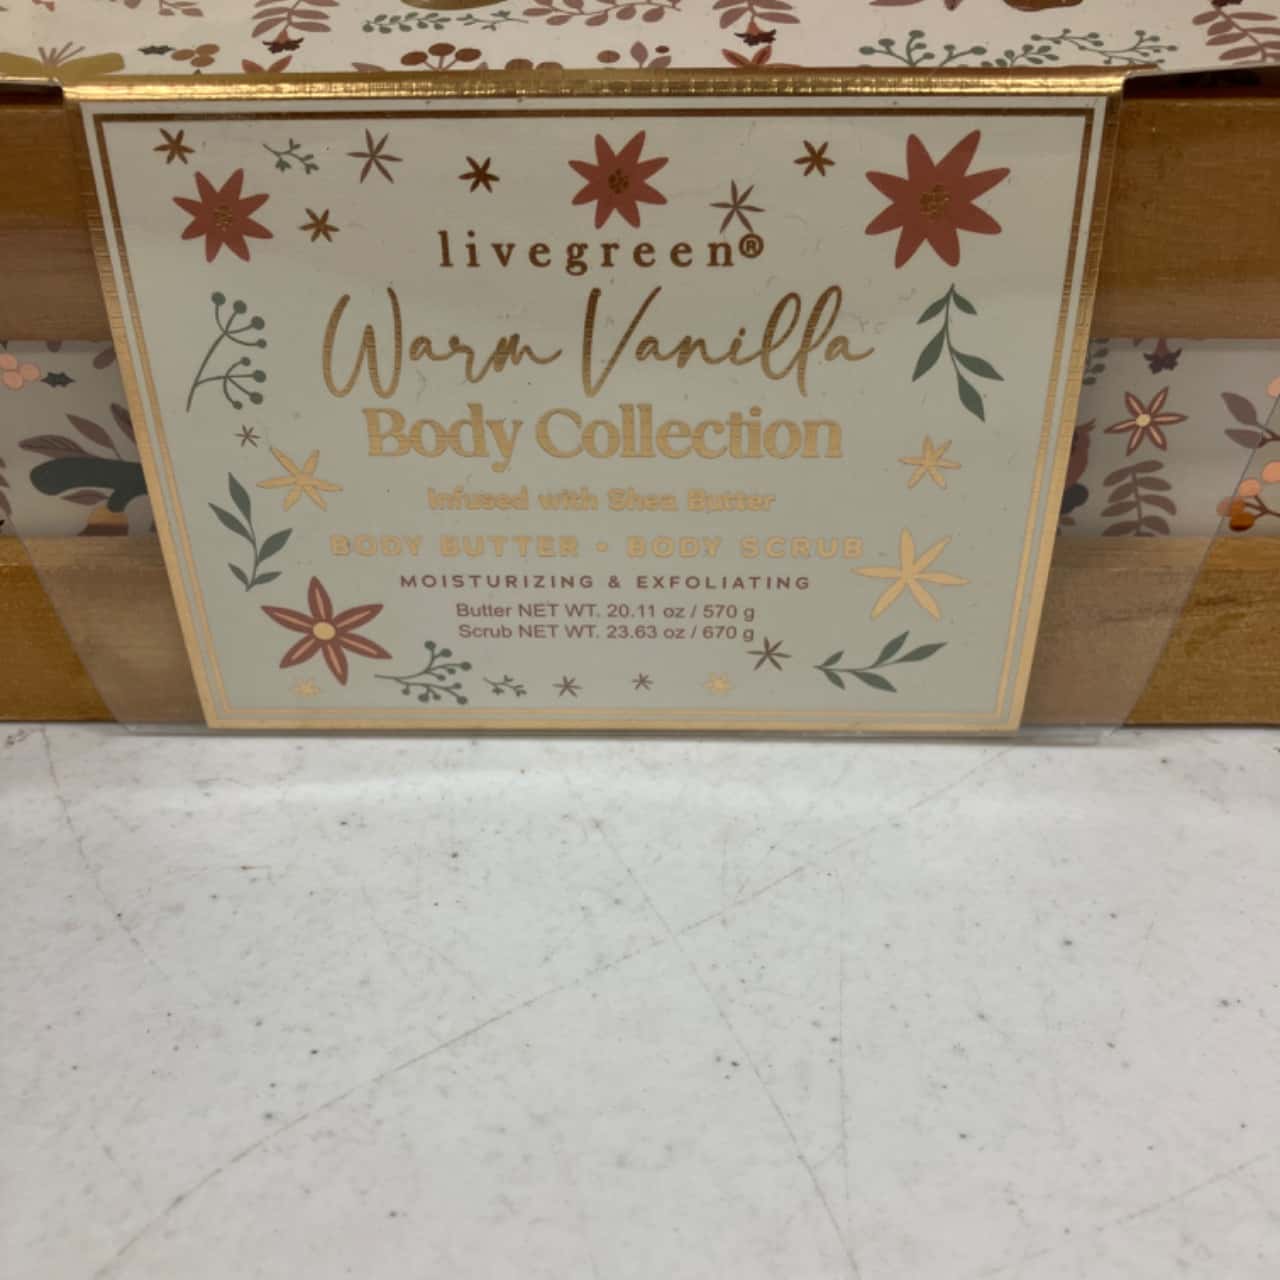 livegreen®
Warm Vanilla
Body Collection
Infused with Shea Butter
BODY BUTTER • BODY SCRUB
MOISTURIZING & EXFOLIATING
Butter NET WT. 20.11 oz / 570 g
Scrub NET WT. 23.63 oz / 670 g